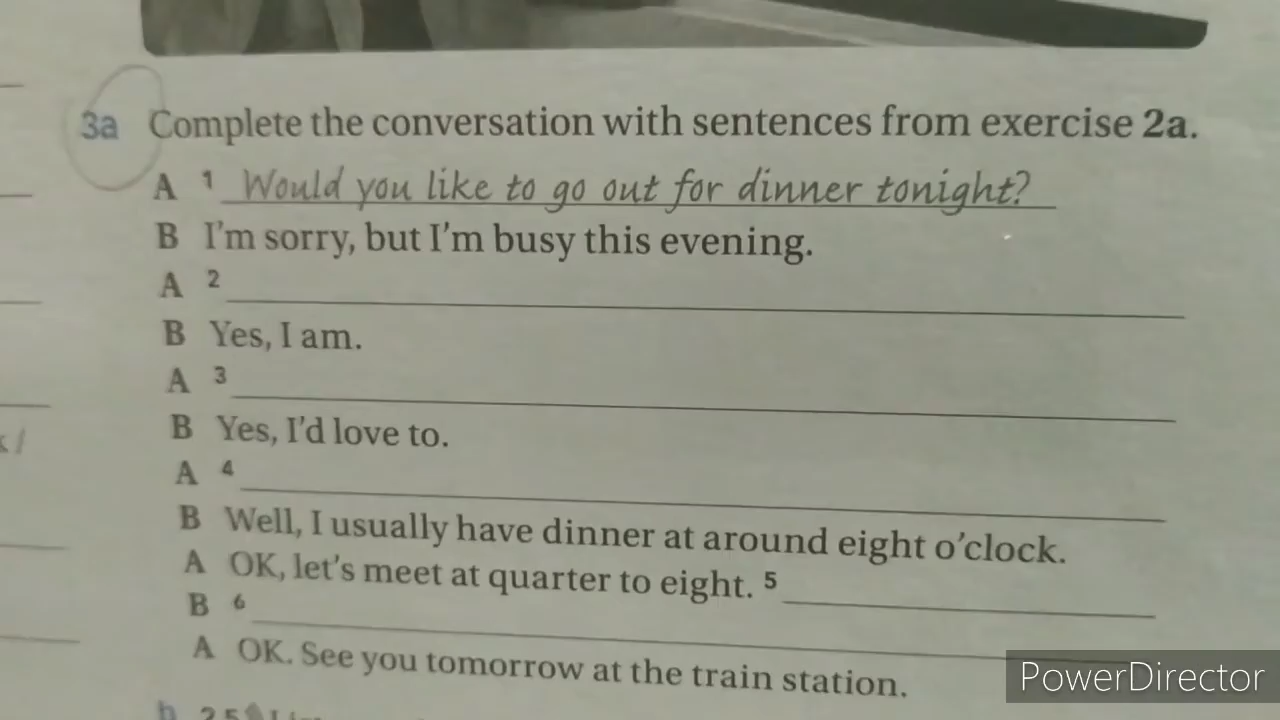 3a Complete the conversation with sentences from exercise 2a.
A 1 Would you like to go out for dinner tonight?
B I'm sorry, but I'm busy this evening.
A 2
B Yes, I am.
A 3
B Yes, I'd love to.
A 4
B Well, I usually have dinner at around eight o'clock.
A OK, let's meet at quarter to eight. 5
B 6
A OK. See you tomorrow at the train station.
PowerDirector